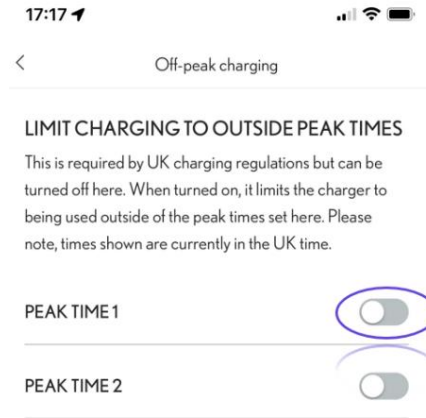 17:17
Off-peak charging
LIMIT CHARGING TO OUTSIDE PEAK TIMES
This is required by UK charging regulations but can be
turned off here. When turned on, it limits the charger to
being used outside of the peak times set here. Please
note, times shown are currently in the UK time.
PEAK TIME 1
PEAK TIME 2